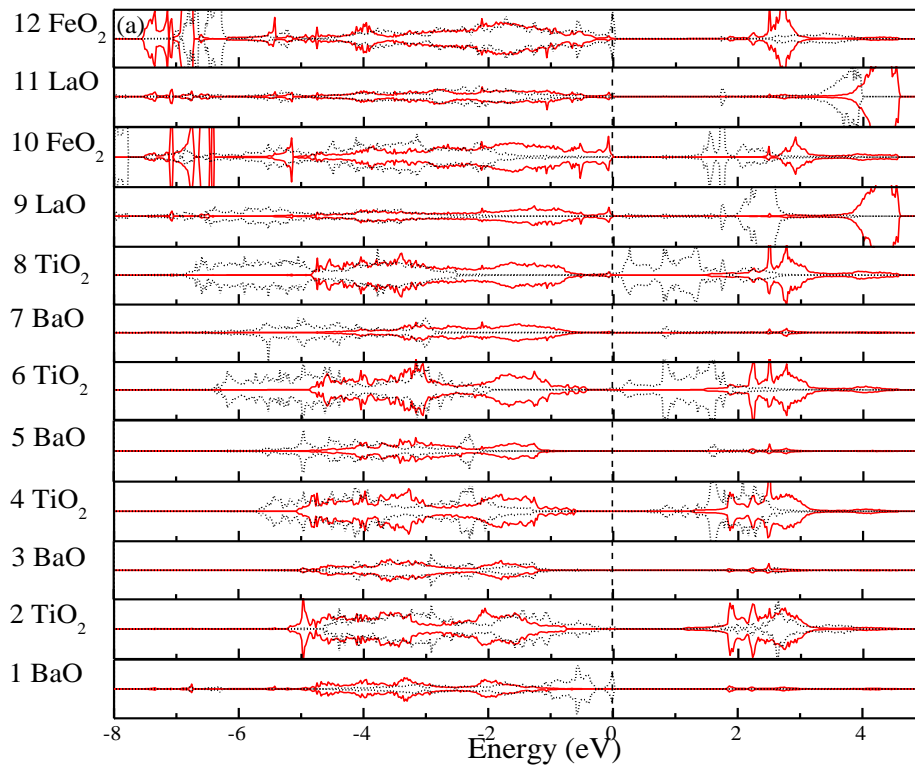 12 FeO₂ (a)
11 LaO
10 FeO₂
9 LaO
8 TiO₂
7 BaO
6 TiO₂
5 BaO
4 TiO₂
3 BaO
2 TiO₂
1 BaO
-8 -6 -4 -2 0 2 4
Energy (eV)